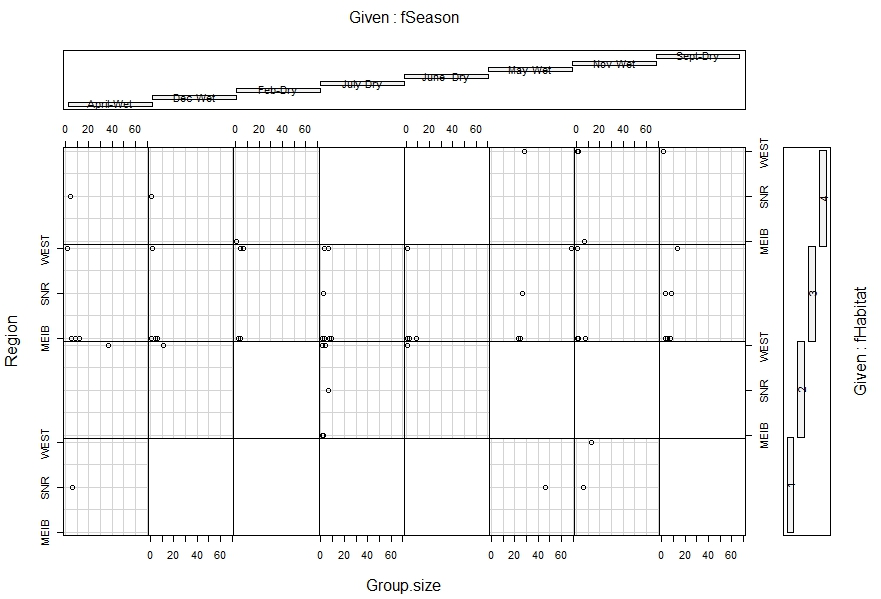 Given : fSeason
Sept-Dry
Nov-Wet
May-Wet
June -Dry
July-Dry
Feb-Dry
Dec-Wet
April-Wet
0 20 40 60 0 20 40 60 0 20 40 60 0 20 40 60
MEIB SNR WEST
MEIB SNR WEST
MEIB SNR WEST
MEIB SNR WEST
Region
4
3
2
1
Given : fHabitat
0 20 40 60 0 20 40 60 0 20 40 60 0 20 40 60
Group.size